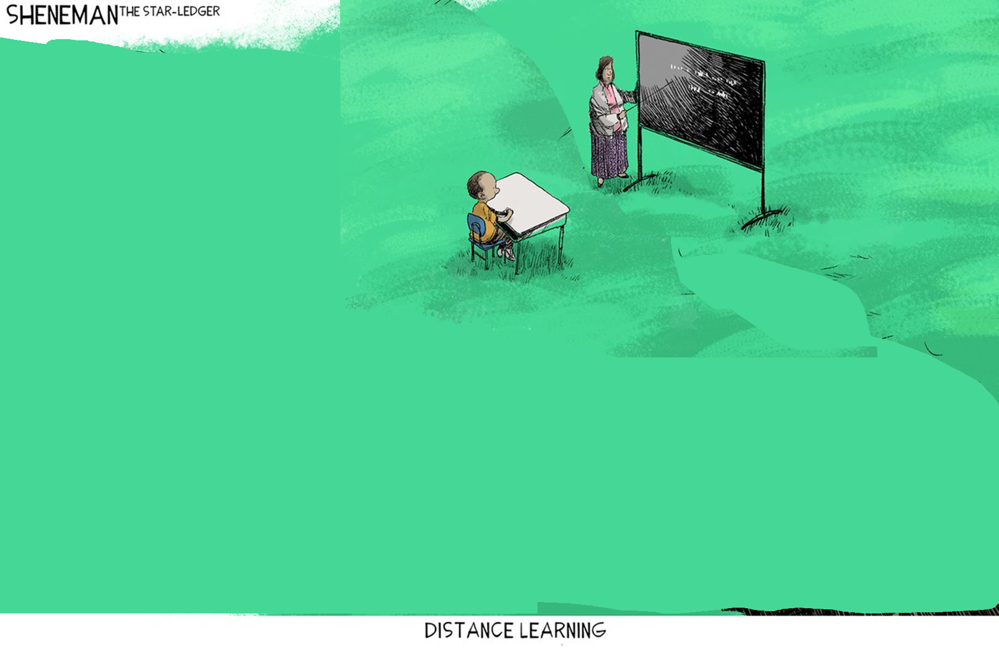 SHENEMAN THE STAR-LEDGER
DISTANCE LEARNING